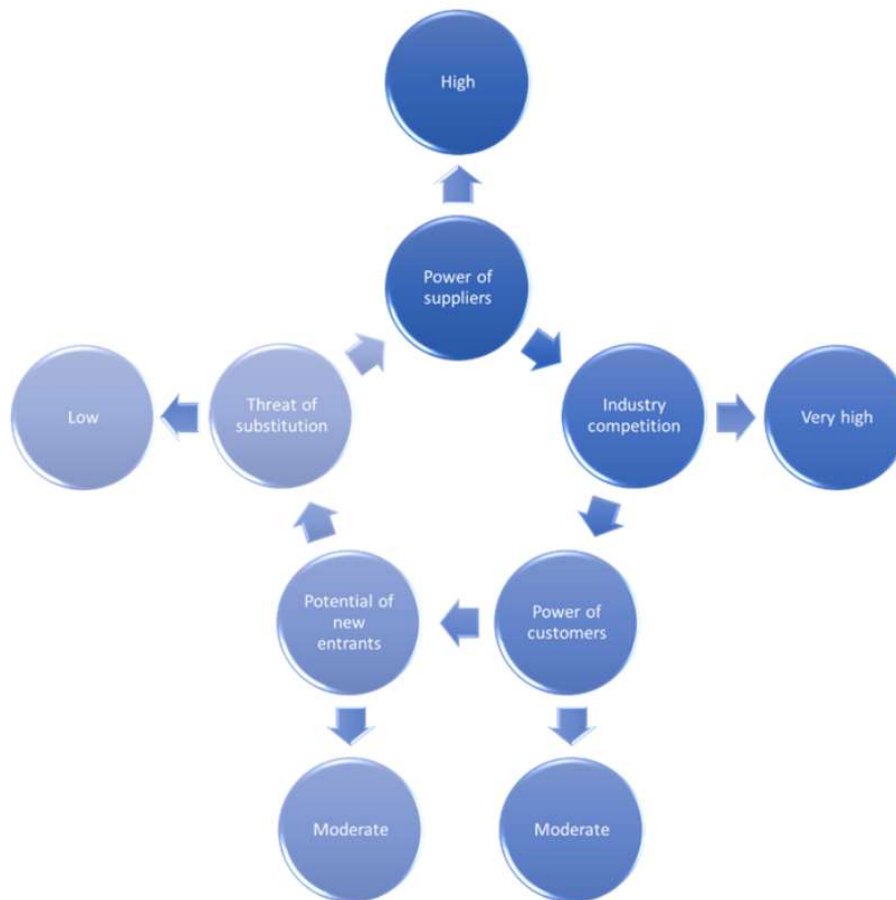 High
Power of
suppliers
Low
Threat of
substitution
Industry
competition
Very high
Potential of
new
entrants
Power of
customers
Moderate
Moderate